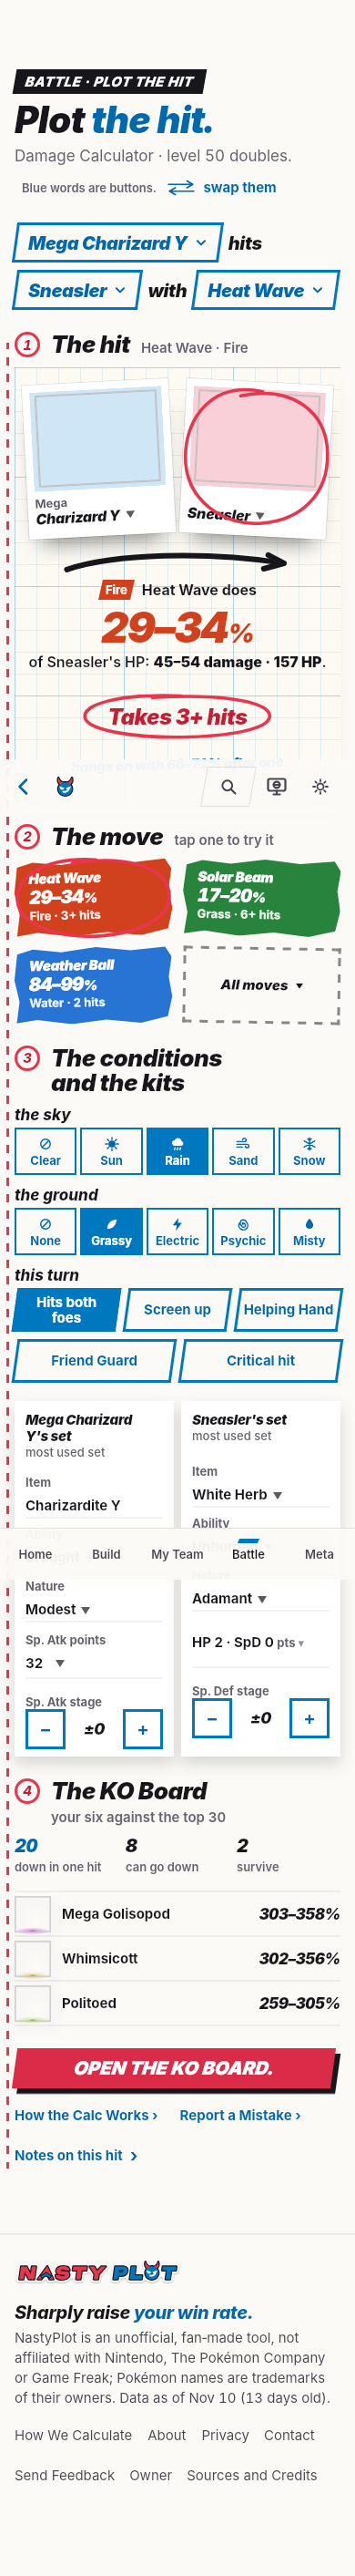 BATTLE · PLOT THE HIT
Plot the hit.
Damage Calculator · level 50 doubles.
Blue words are buttons. swap them
Mega Charizard Y hits
Sneasler with Heat Wave
1 The hit Heat Wave · Fire
Mega
Charizard Y
Sneasler
Fire Heat Wave does
29–34%
of Sneasler's HP: 45–54 damage · 157 HP.
Takes 3+ hits
2 The move tap one to try it
Heat Wave
29–34%
Fire · 3+ hits
Solar Beam
17–20%
Grass · 6+ hits
Weather Ball
84–99%
Water · 2 hits
All moves
3 The conditions
and the kits
the sky
Clear Sun Rain Sand Snow
the ground
None Grassy Electric Psychic Misty
this turn
Hits both
foes
Screen up Helping Hand
Friend Guard Critical hit
Mega Charizard
Y's set
most used set
Item
Charizardite Y
Sneasler's set
most used set
Item
White Herb
Ability
Home Build My Team Battle Meta
Nature
Modest
Sp. Atk points
32
Sp. Atk stage
– ±0 +
Adamant
HP 2 · SpD 0 pts
Sp. Def stage
– ±0 +
4 The KO Board
your six against the top 30
20 8 2
down in one hit can go down survive
Mega Golisopod 303–358%
Whimsicott 302–356%
Politoed 259–305%
OPEN THE KO BOARD.
How the Calc Works › Report a Mistake ›
Notes on this hit ›
NASTY PLOT
Sharply raise your win rate.
NastyPlot is an unofficial, fan-made tool, not
affiliated with Nintendo, The Pokémon Company
or Game Freak; Pokémon names are trademarks
of their owners. Data as of Nov 10 (13 days old).
How We Calculate About Privacy Contact
Send Feedback Owner Sources and Credits